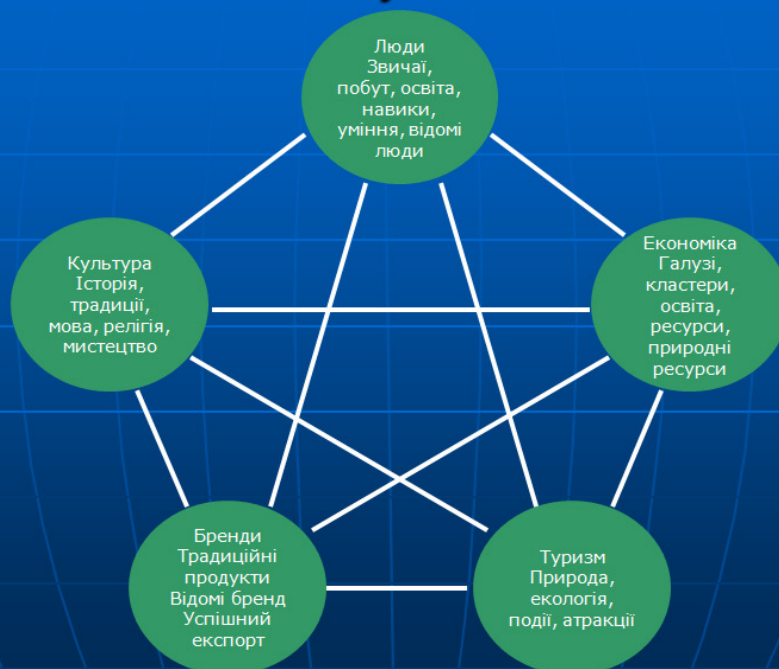 Люди
Звичаї,
побут, освіта,
навики,
уміння, відомі
люди
Культура
Історія,
традиції,
мова, релігія,
мистецтво
Економіка
Галузі,
кластери,
освіта,
ресурси,
природні
ресурси
Бренди
Традиційні
продукти
Відомі бренд
Успішний
експорт
Туризм
Природа,
екологія,
події, атракції